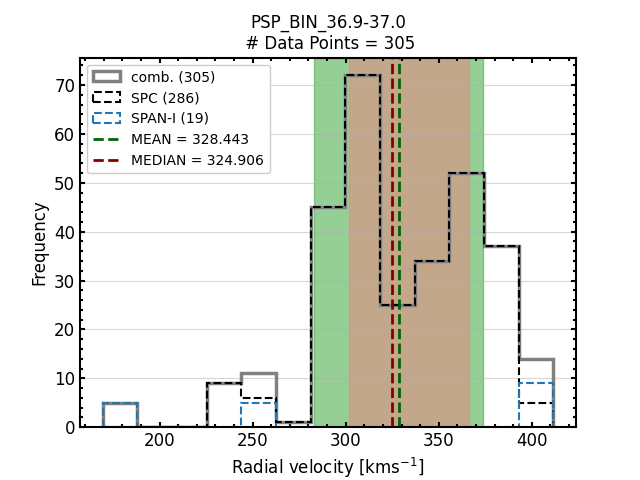 PSP_BIN_36.9-37.0
# Data Points = 305
comb. (305)
SPC (286)
SPAN-I (19)
MEAN = 328.443
MEDIAN = 324.906
Frequency
70
60
50
40
30
20
10
0
200 250 300 350 400
Radial velocity [kms⁻¹]